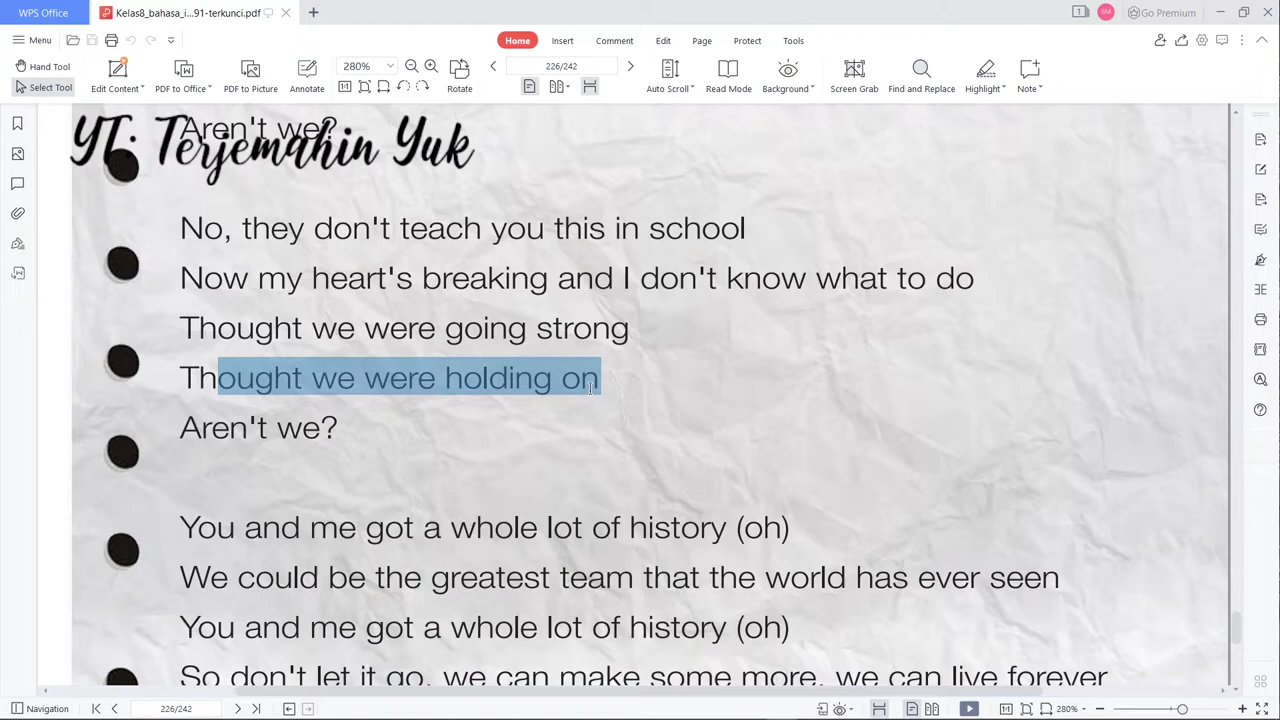 WPS Office
Kelas8_bahasa_i...91-terkunci.pdf
1
SM
Go Premium
Menu
Home
Insert
Comment
Edit
Page
Protect
Tools
Hand Tool
Select Tool
Edit Content
PDF to Office
PDF to Picture
Annotate
280%
Rotate
226/242
Auto Scroll
Read Mode
Background
Screen Grab
Find and Replace
Highlight
Note
Aren't we?
YT: Terjemahin Yuk
No, they don't teach you this in school
Now my heart's breaking and I don't know what to do
Thought we were going strong
Thought we were holding on
Aren't we?
You and me got a whole lot of history (oh)
We could be the greatest team that the world has ever seen
You and me got a whole lot of history (oh)
So don't let it go, we can make some more, we can live forever
Navigation
226/242
280%